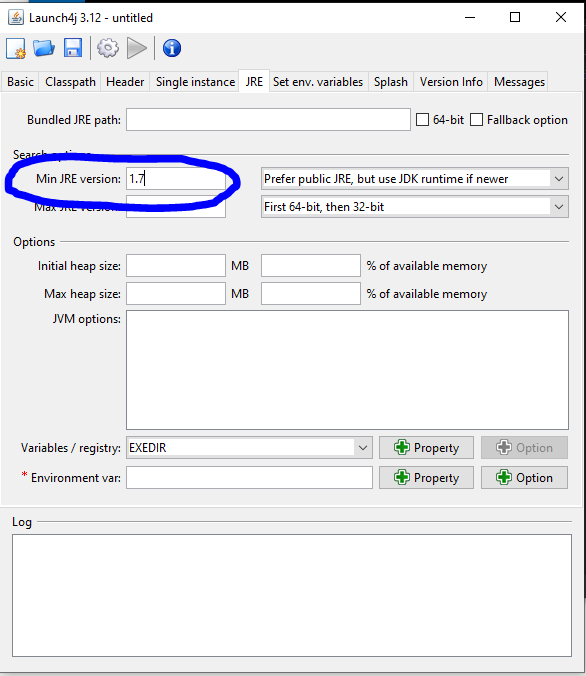 Launch4j 3.12 - untitled
Basic Classpath Header Single instance JRE Set env. variables Splash Version Info Messages
Bundled JRE path: 64-bit Fallback option
Search options
Min JRE version: 1.7 Prefer public JRE, but use JDK runtime if newer
Max JRE version: First 64-bit, then 32-bit
Options
Initial heap size: MB % of available memory
Max heap size: MB % of available memory
JVM options:
Variables / registry: EXEDIR Property Option
* Environment var: Property Option
Log